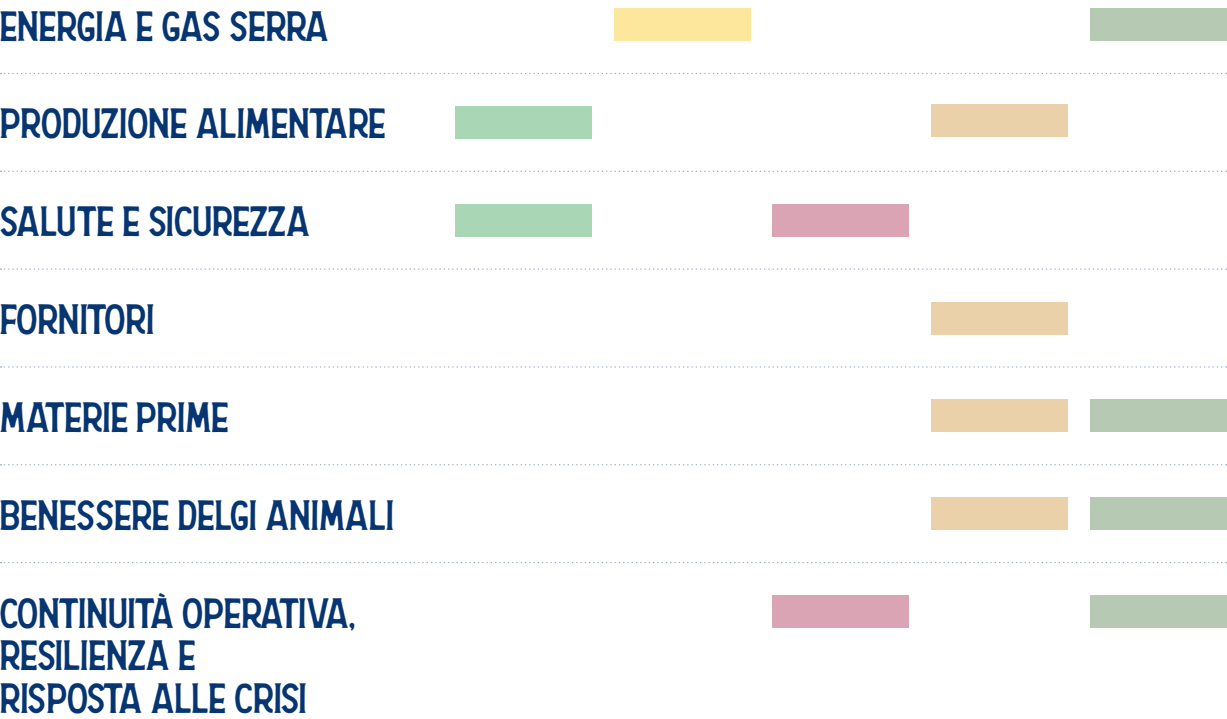 ENERGIA E GAS SERRA
PRODUZIONE ALIMENTARE
SALUTE E SICUREZZA
FORNITORI
MATERIE PRIME
BENESSERE DELGI ANIMALI
CONTINUITÀ OPERATIVA,
RESILIENZA E
RISPOSTA ALLE CRISI